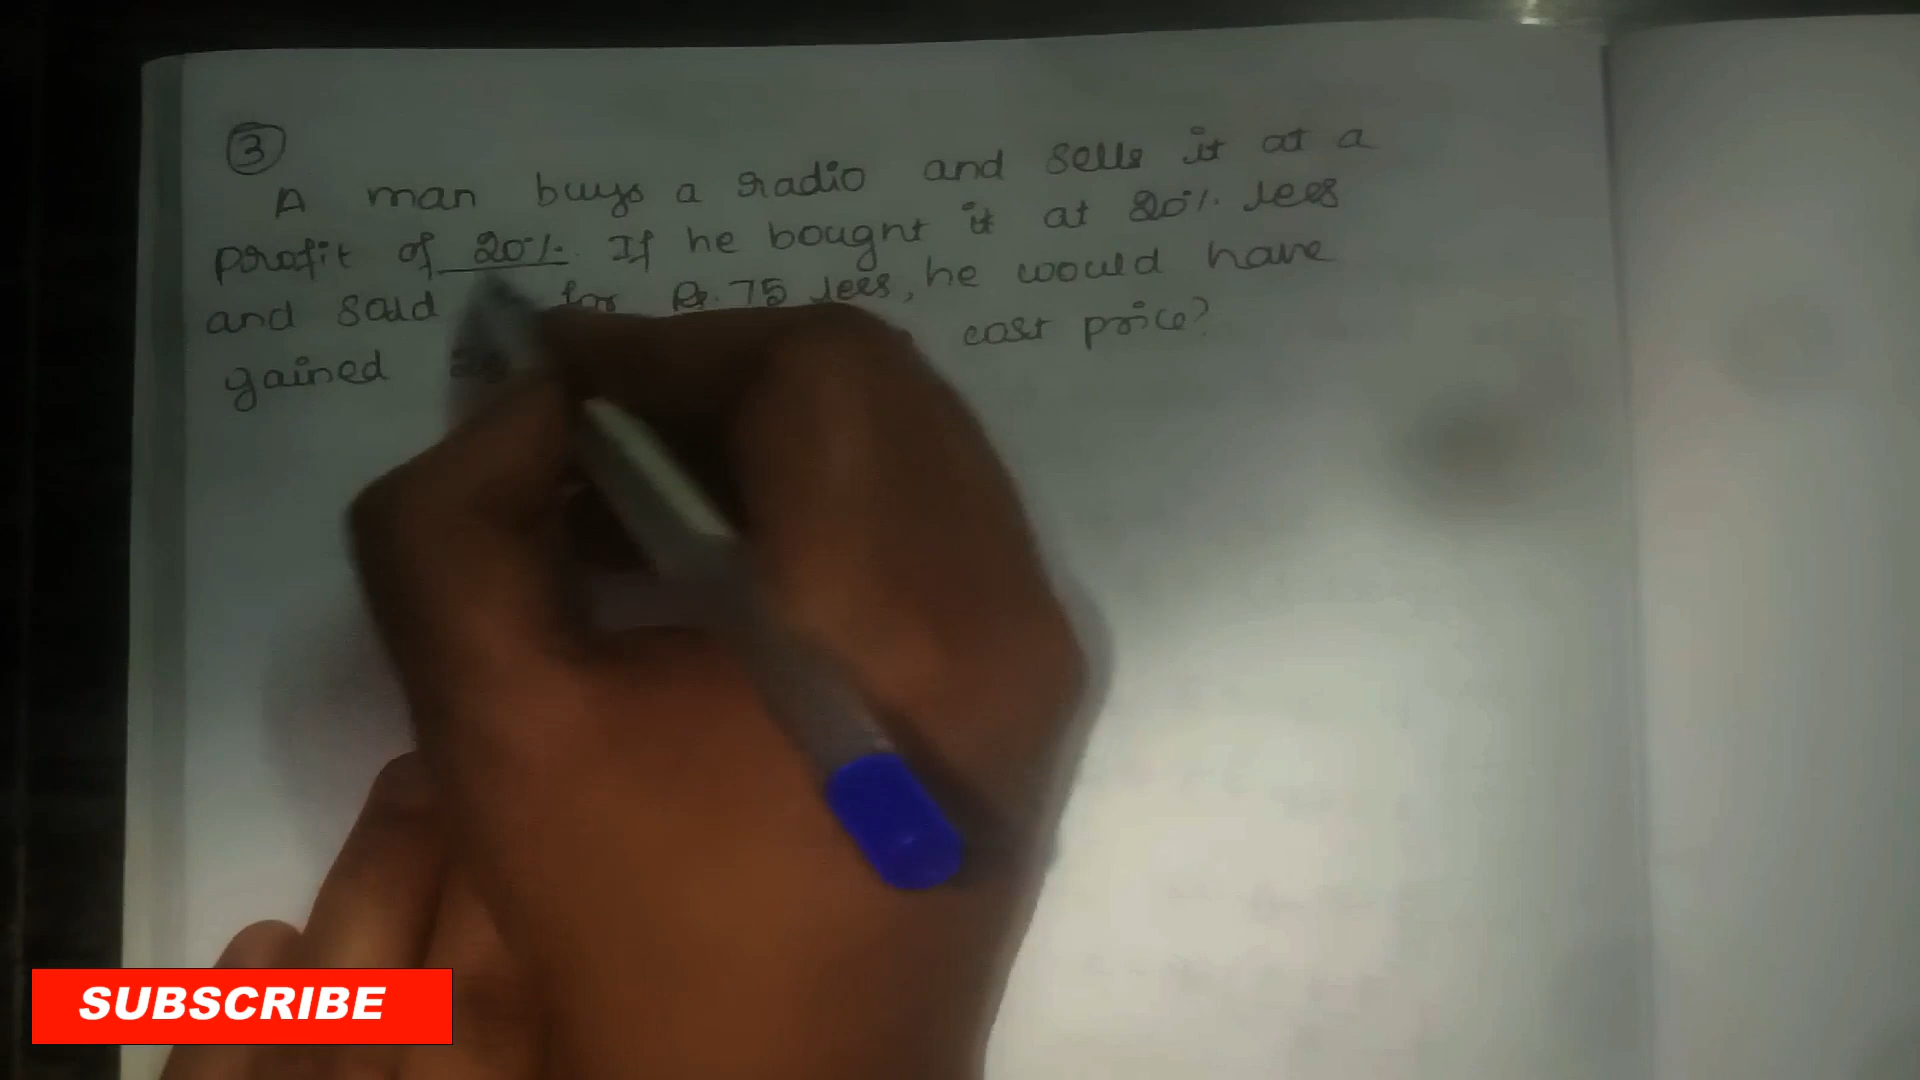 3
A man buys a radio and sells it at a
profit of 20%. If he bought it at 20% less
and sold for Rs. 75 less, he would have
gained cost price?
SUBSCRIBE